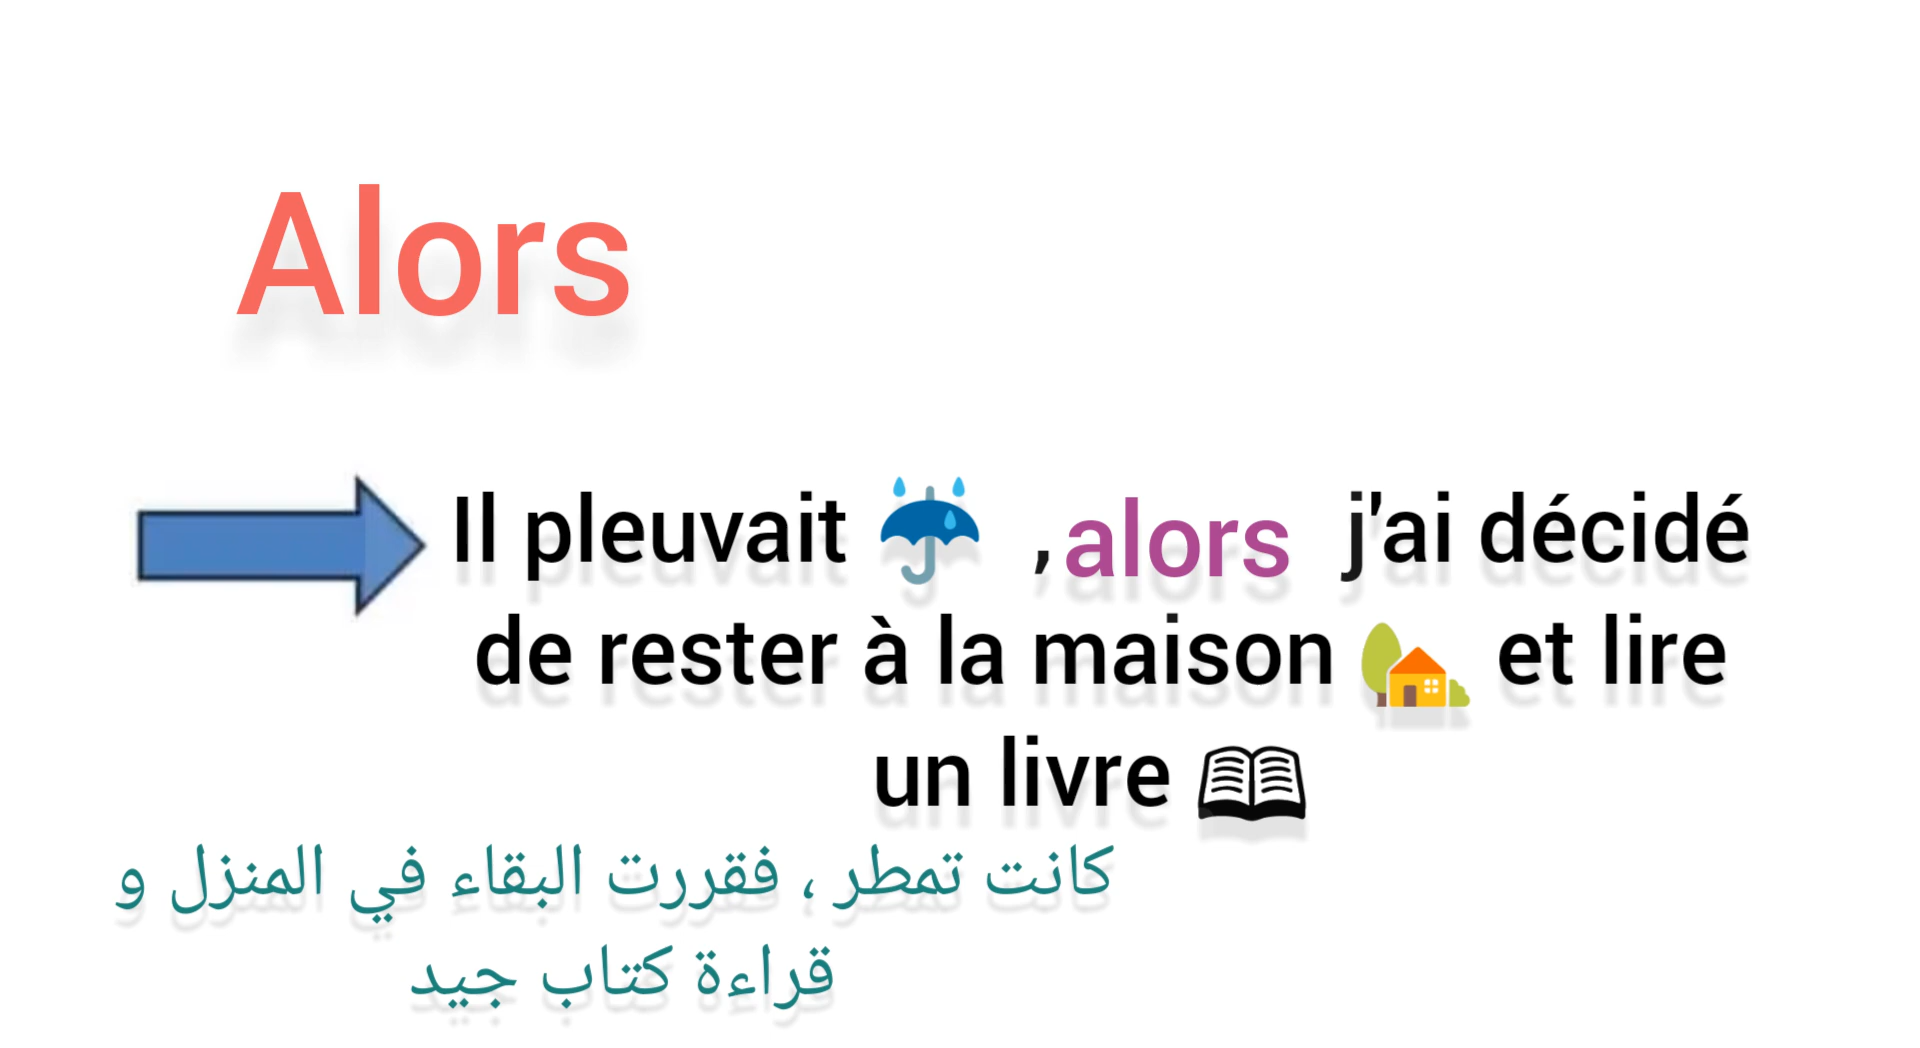 Alors
Il pleuvait ☔ , alors j'ai décidé
de rester à la maison 🏡 et lire
un livre 📖
كانت تمطر ، فقررت البقاء في المنزل و
قراءة كتاب جيد